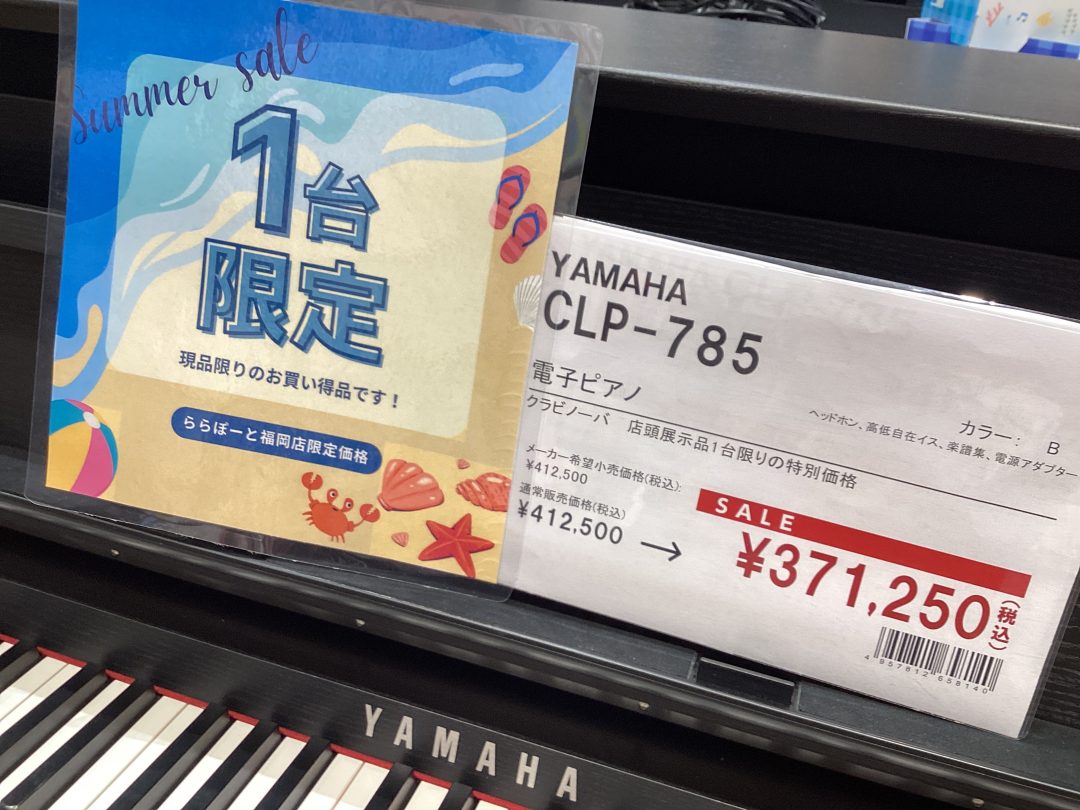 Summer sale
1台
限定
現品限りのお買い得品です！
ららぽーと福岡店限定価格
YAMAHA
CLP-785
電子ピアノ
カラー： B
ヘッドホン、高低自在イス、楽譜集、電源アダプター
クラビノーバ 店頭展示品1台限りの特別価格
メーカー希望小売価格(税込):
¥412,500
通常販売価格(税込)
¥412,500 →
SALE
¥371,250(税込)
4 957812 658140
YAMAHA